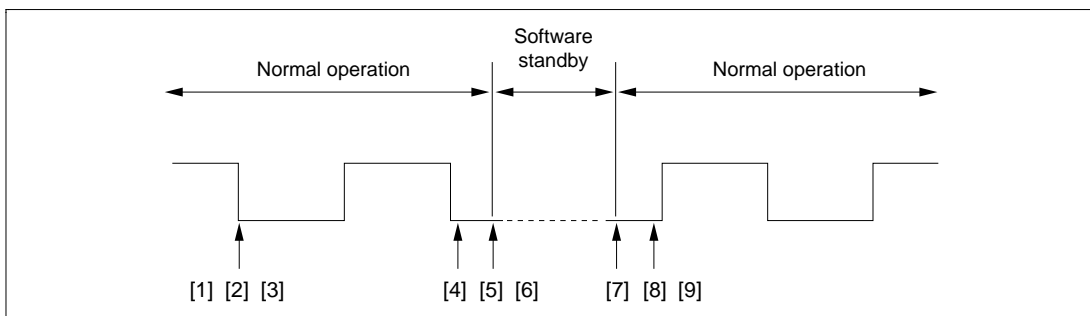 Software
standby
Normal operation
Normal operation
[1] [2] [3]
[4] [5] [6]
[7] [8] [9]